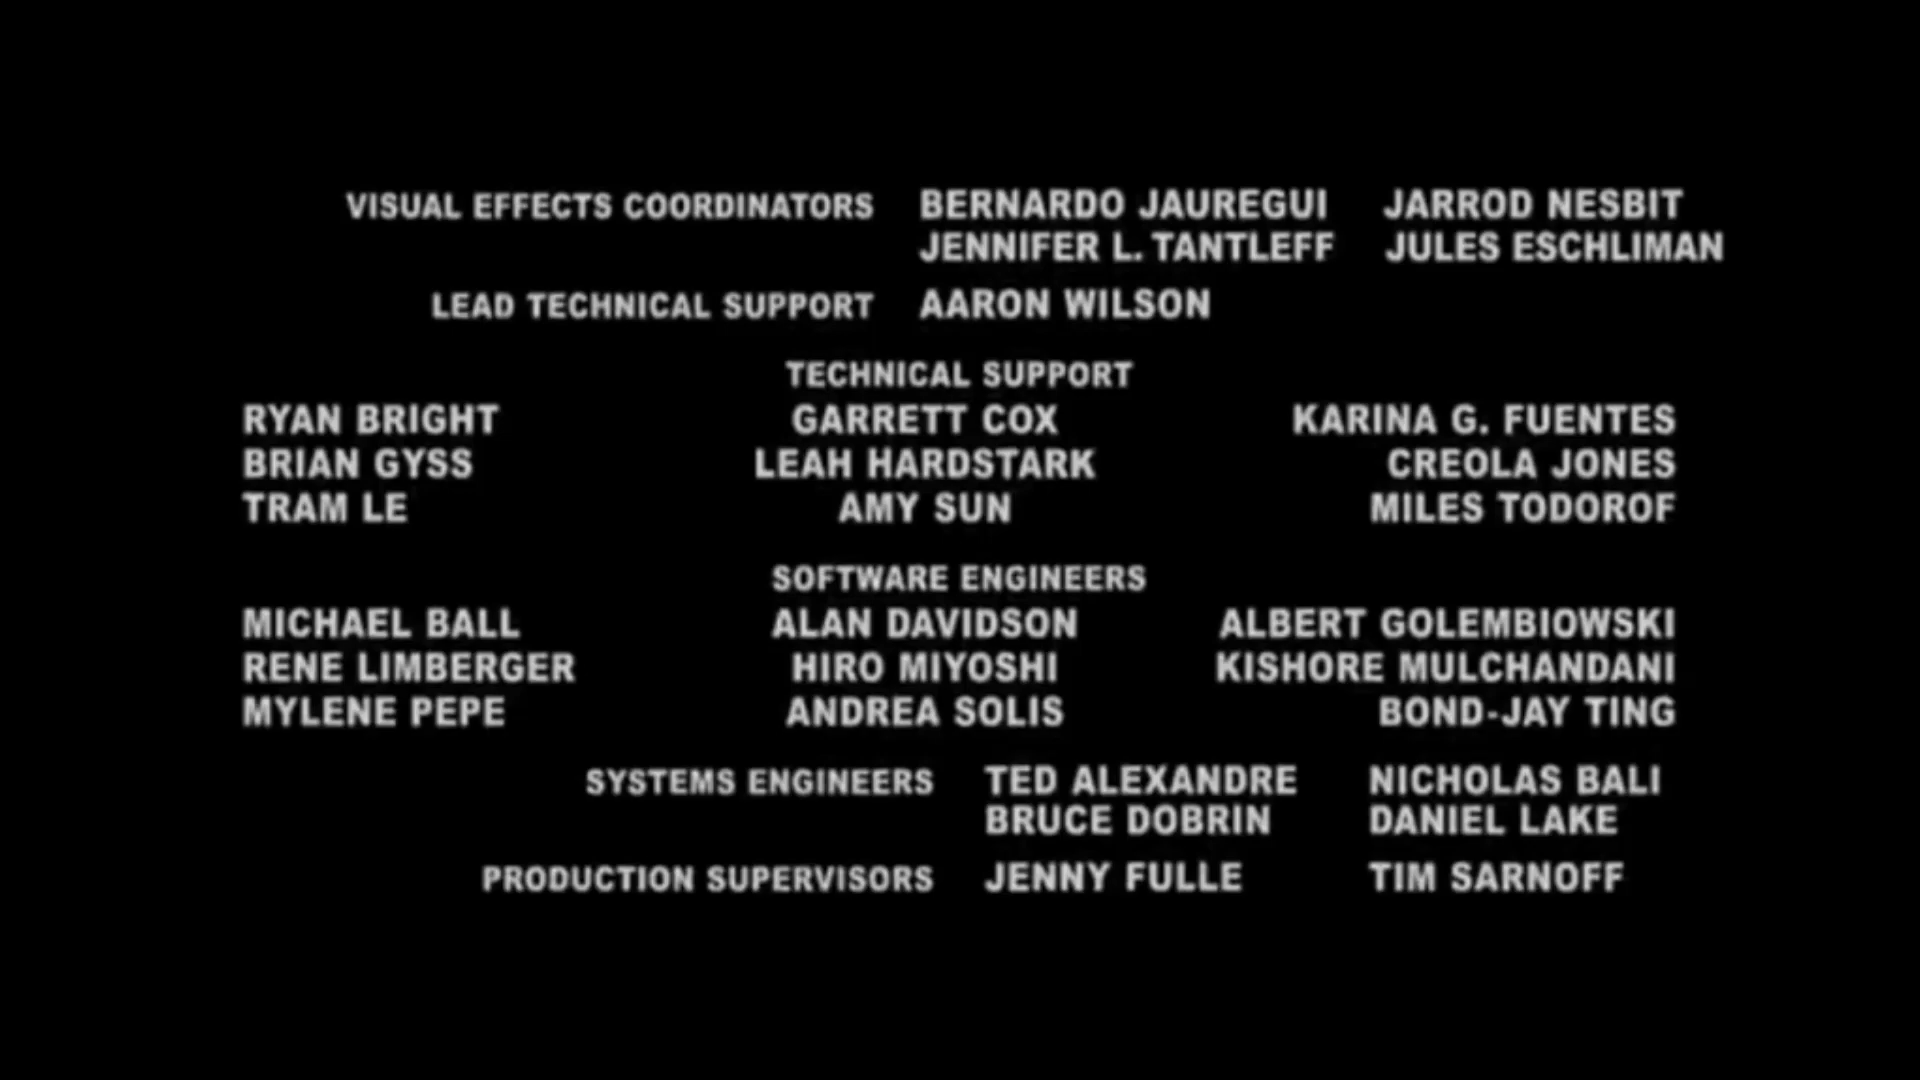 VISUAL EFFECTS COORDINATORS BERNARDO JAUREGUI JARROD NESBIT
JENNIFER L. TANTLEFF JULES ESCHLIMAN
LEAD TECHNICAL SUPPORT AARON WILSON
TECHNICAL SUPPORT
RYAN BRIGHT GARRETT COX KARINA G. FUENTES
BRIAN GYSS LEAH HARDSTARK CREOLA JONES
TRAM LE AMY SUN MILES TODOROF
SOFTWARE ENGINEERS
MICHAEL BALL ALAN DAVIDSON ALBERT GOLEMBIOWSKI
RENE LIMBERGER HIRO MIYOSHI KISHORE MULCHANDANI
MYLENE PEPE ANDREA SOLIS BOND-JAY TING
SYSTEMS ENGINEERS TED ALEXANDRE NICHOLAS BALI
BRUCE DOBRIN DANIEL LAKE
PRODUCTION SUPERVISORS JENNY FULLE TIM SARNOFF